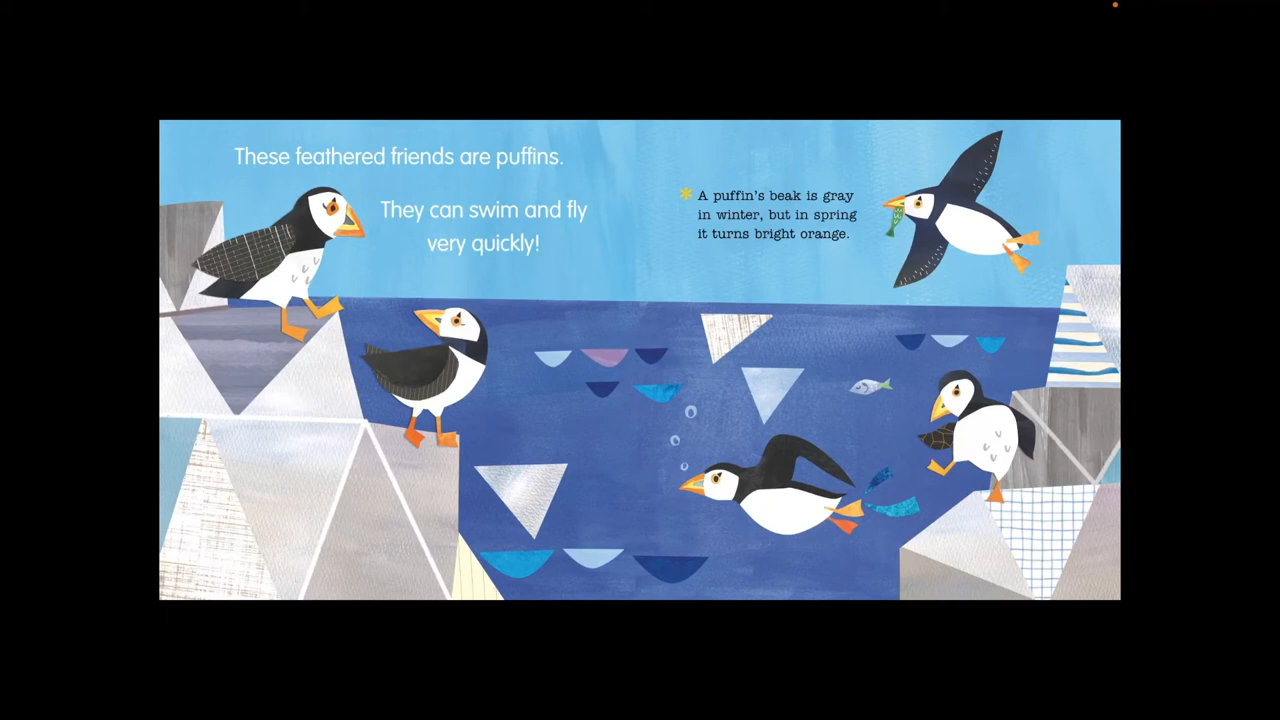 These feathered friends are puffins.
They can swim and fly
very quickly!
* A puffin's beak is gray
in winter, but in spring
it turns bright orange.